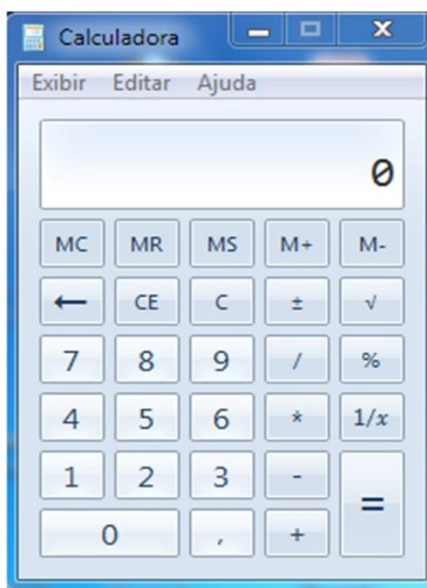 Calculadora
Exibir Editar Ajuda
0
MC MR MS M+ M-
← CE C ± √
7 8 9 / %
4 5 6 * 1/x
1 2 3 - =
0 , +